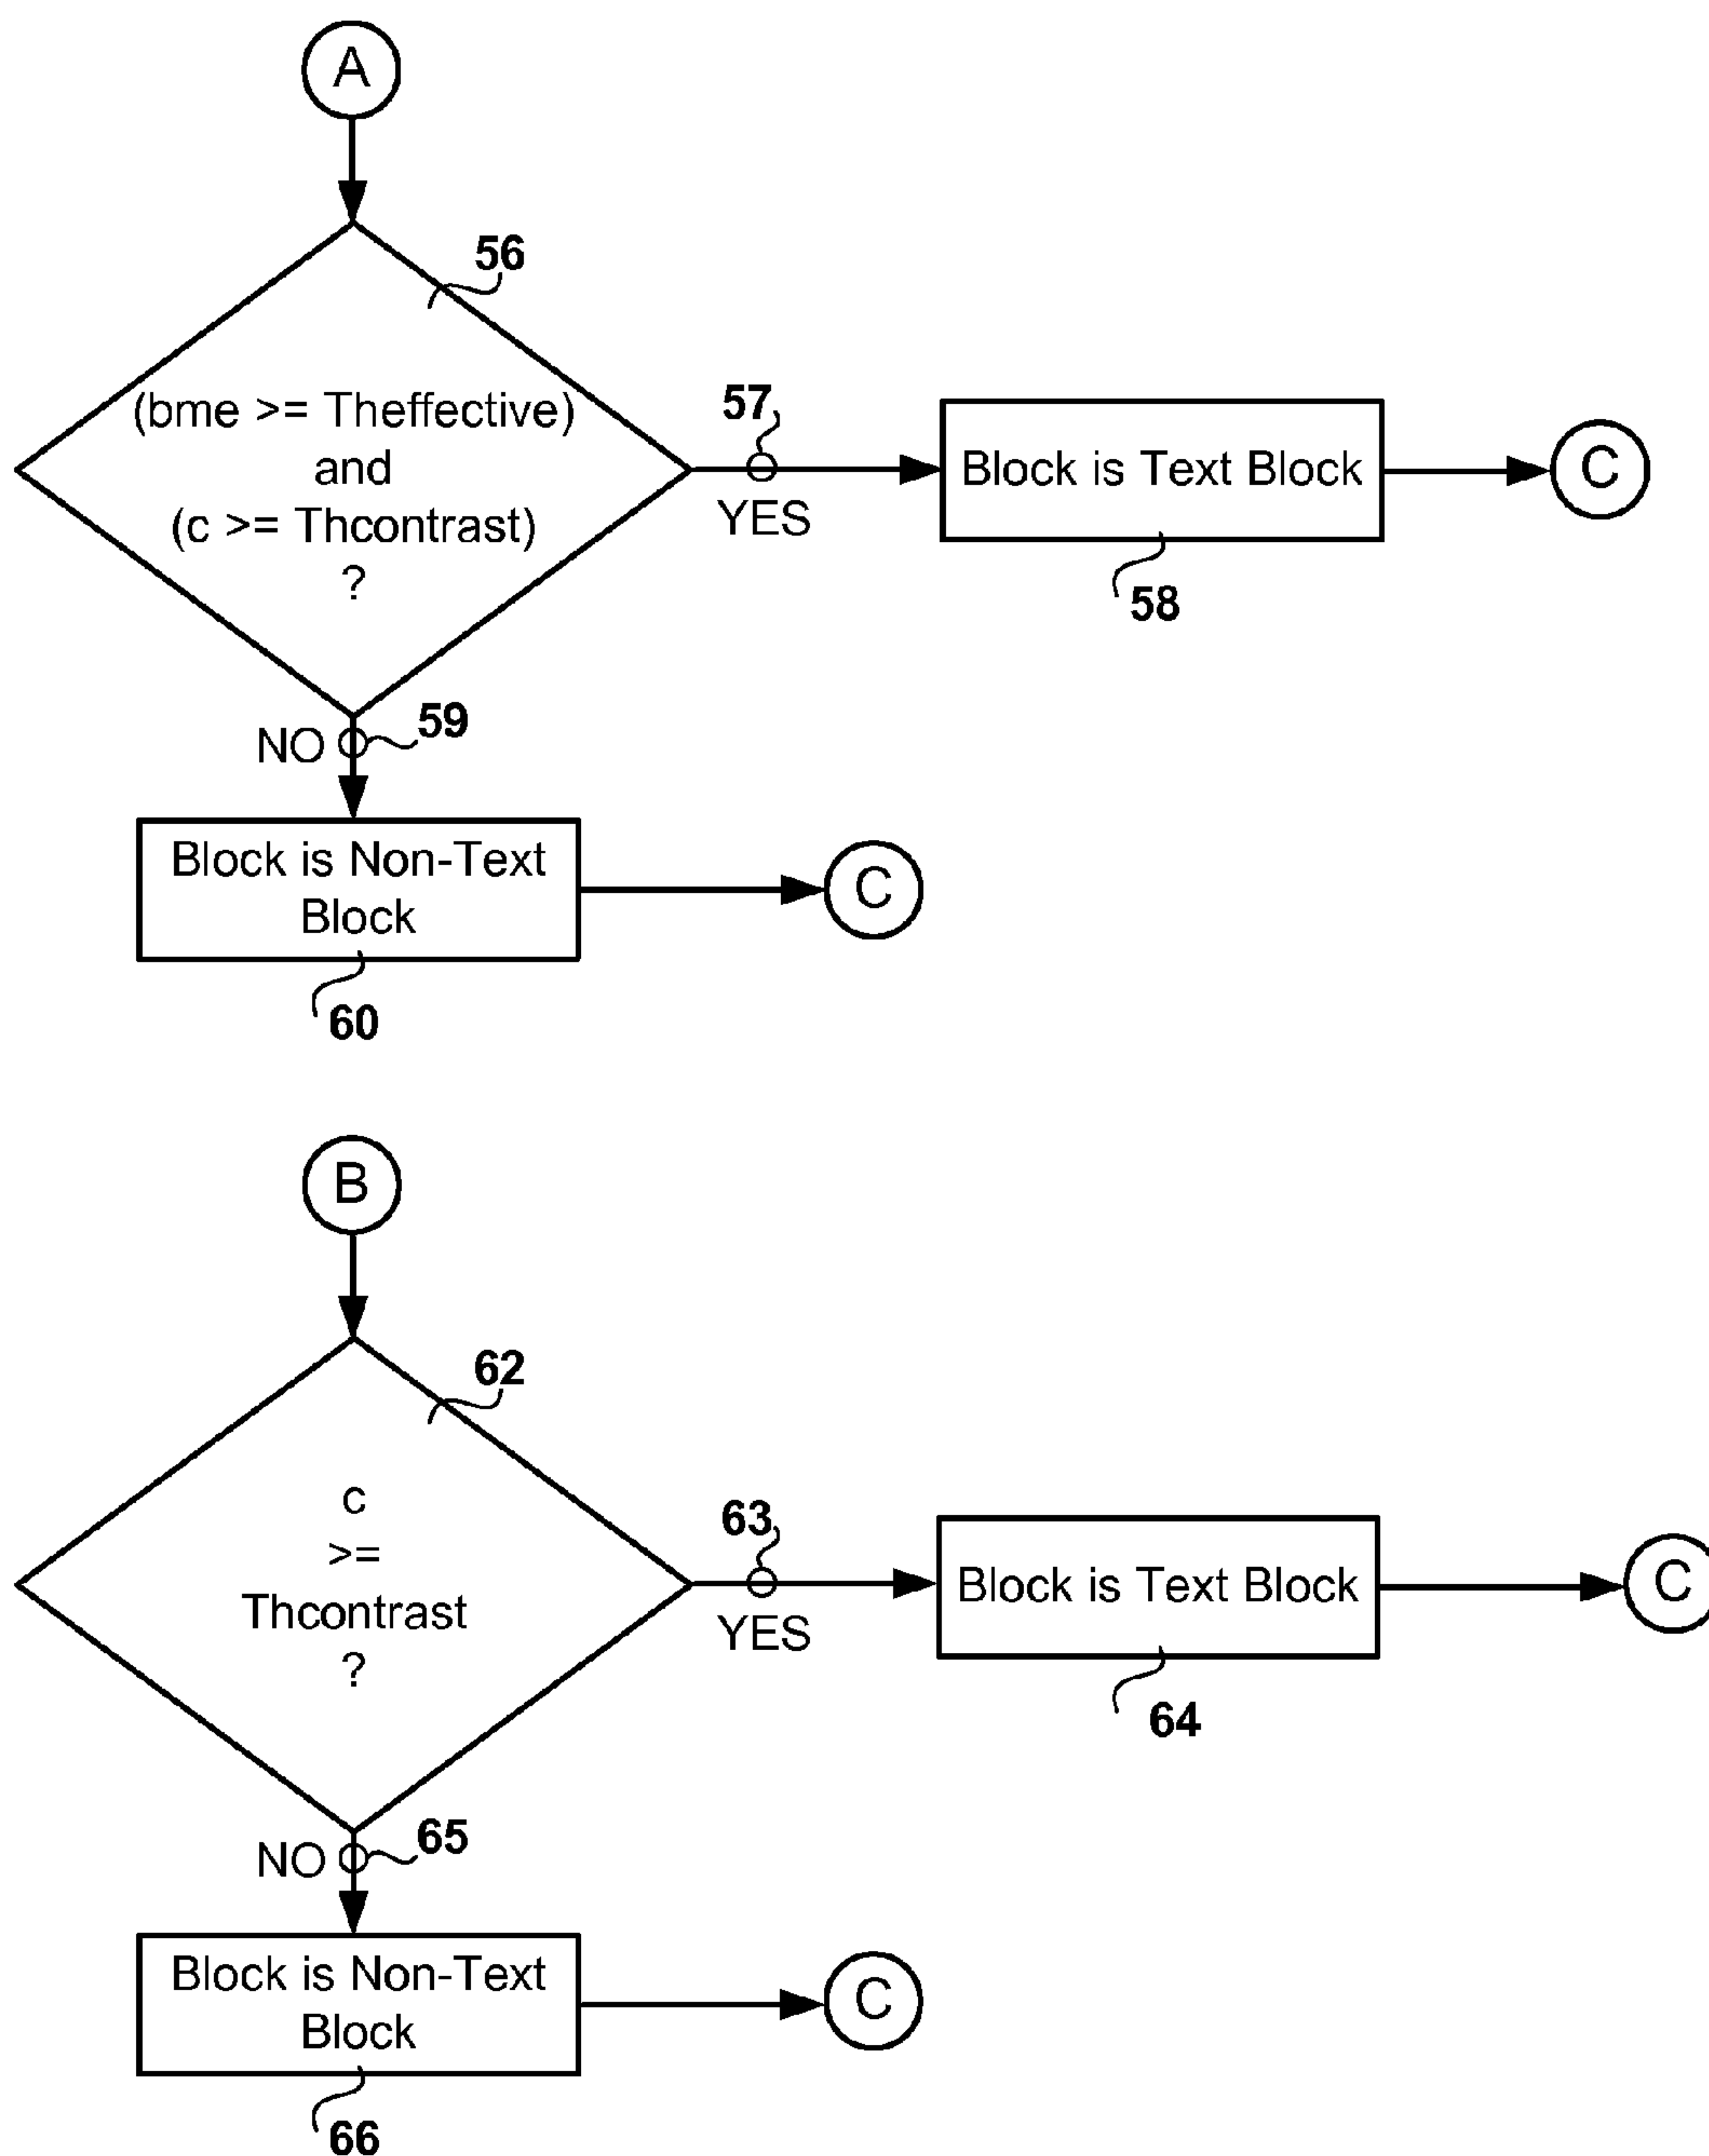 A
56
(bme >= Theffective)
and
(c >= Thcontrast)
?
57
YES
Block is Text Block
58
C
NO
59
Block is Non-Text
Block
60
C
B
62
c
>=
Thcontrast
?
63
YES
Block is Text Block
64
C
NO
65
Block is Non-Text
Block
66
C